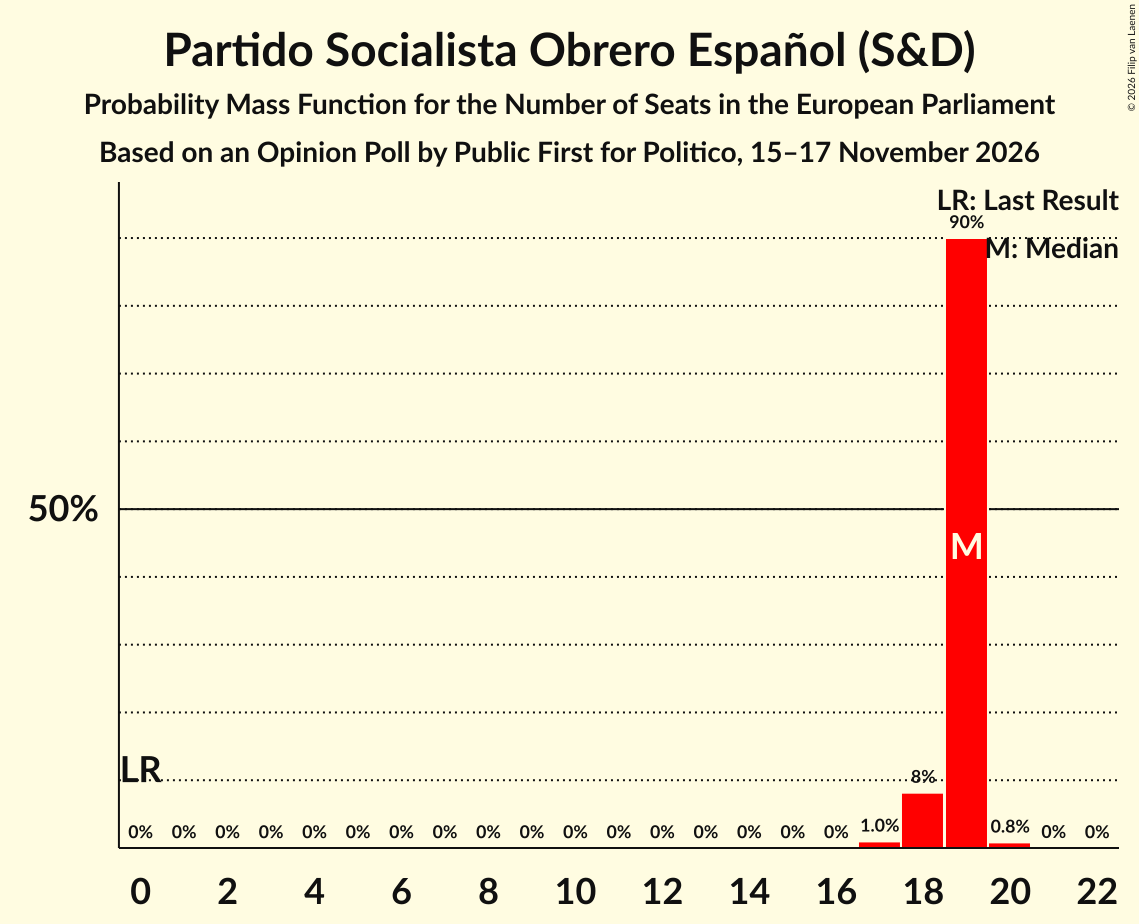 Partido Socialista Obrero Español (S&D)
Probability Mass Function for the Number of Seats in the European Parliament
Based on an Opinion Poll by Public First for Politico, 15–17 November 2026
© 2026 Filip van Laenen
LR: Last Result
M: Median
90%
50%
M
LR
8%
0% 0% 0% 0% 0% 0% 0% 0% 0% 0% 0% 0% 0% 0% 0% 0% 0% 1.0% 0.8% 0% 0%
0 2 4 6 8 10 12 14 16 18 20 22